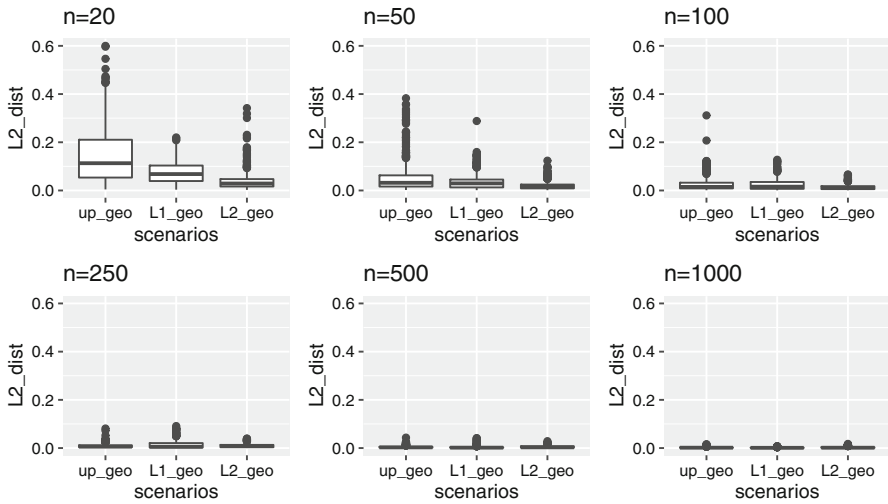 n=20
n=50
n=100
0.6
0.4
0.2
0.0
L2_dist
up_geo L1_geo L2_geo
scenarios
0.6
0.4
0.2
0.0
L2_dist
up_geo L1_geo L2_geo
scenarios
0.6
0.4
0.2
0.0
L2_dist
up_geo L1_geo L2_geo
scenarios
n=250
n=500
n=1000
0.6
0.4
0.2
0.0
L2_dist
up_geo L1_geo L2_geo
scenarios
0.6
0.4
0.2
0.0
L2_dist
up_geo L1_geo L2_geo
scenarios
0.6
0.4
0.2
0.0
L2_dist
up_geo L1_geo L2_geo
scenarios